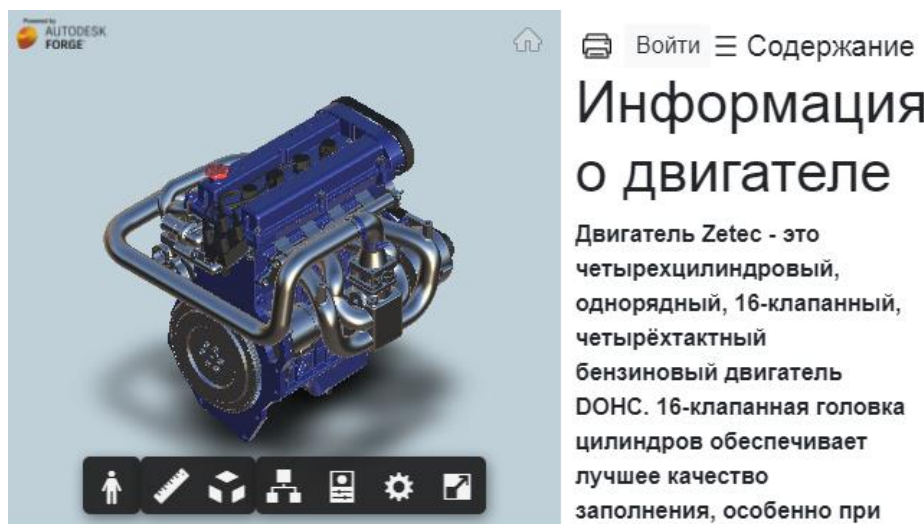 Powered by
AUTODESK
FORGE
Войти
Содержание
Информация
о двигателе
Двигатель Zetec - это
четырехцилиндровый,
однорядный, 16-клапанный,
четырёхтактный
бензиновый двигатель
DOHC. 16-клапанная головка
цилиндров обеспечивает
лучшее качество
заполнения, особенно при